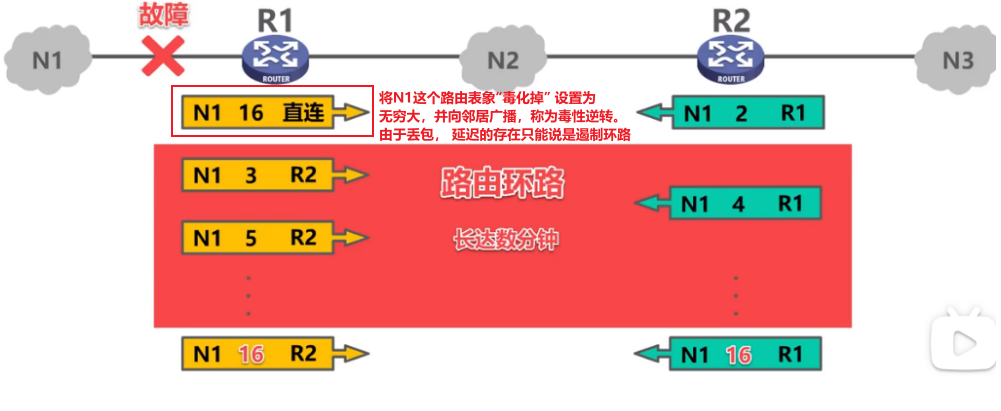 故障
R1
R2
N1
N2
N3
ROUTER
ROUTER
N1 16 直连
将N1这个路由表象“毒化掉” 设置为
无穷大，并向邻居广播，称为毒性逆转。
由于丢包， 延迟的存在只能说是遏制环路
N1 2 R1
N1 3 R2
路由环路
N1 4 R1
N1 5 R2
长达数分钟
N1 16 R2
N1 16 R1